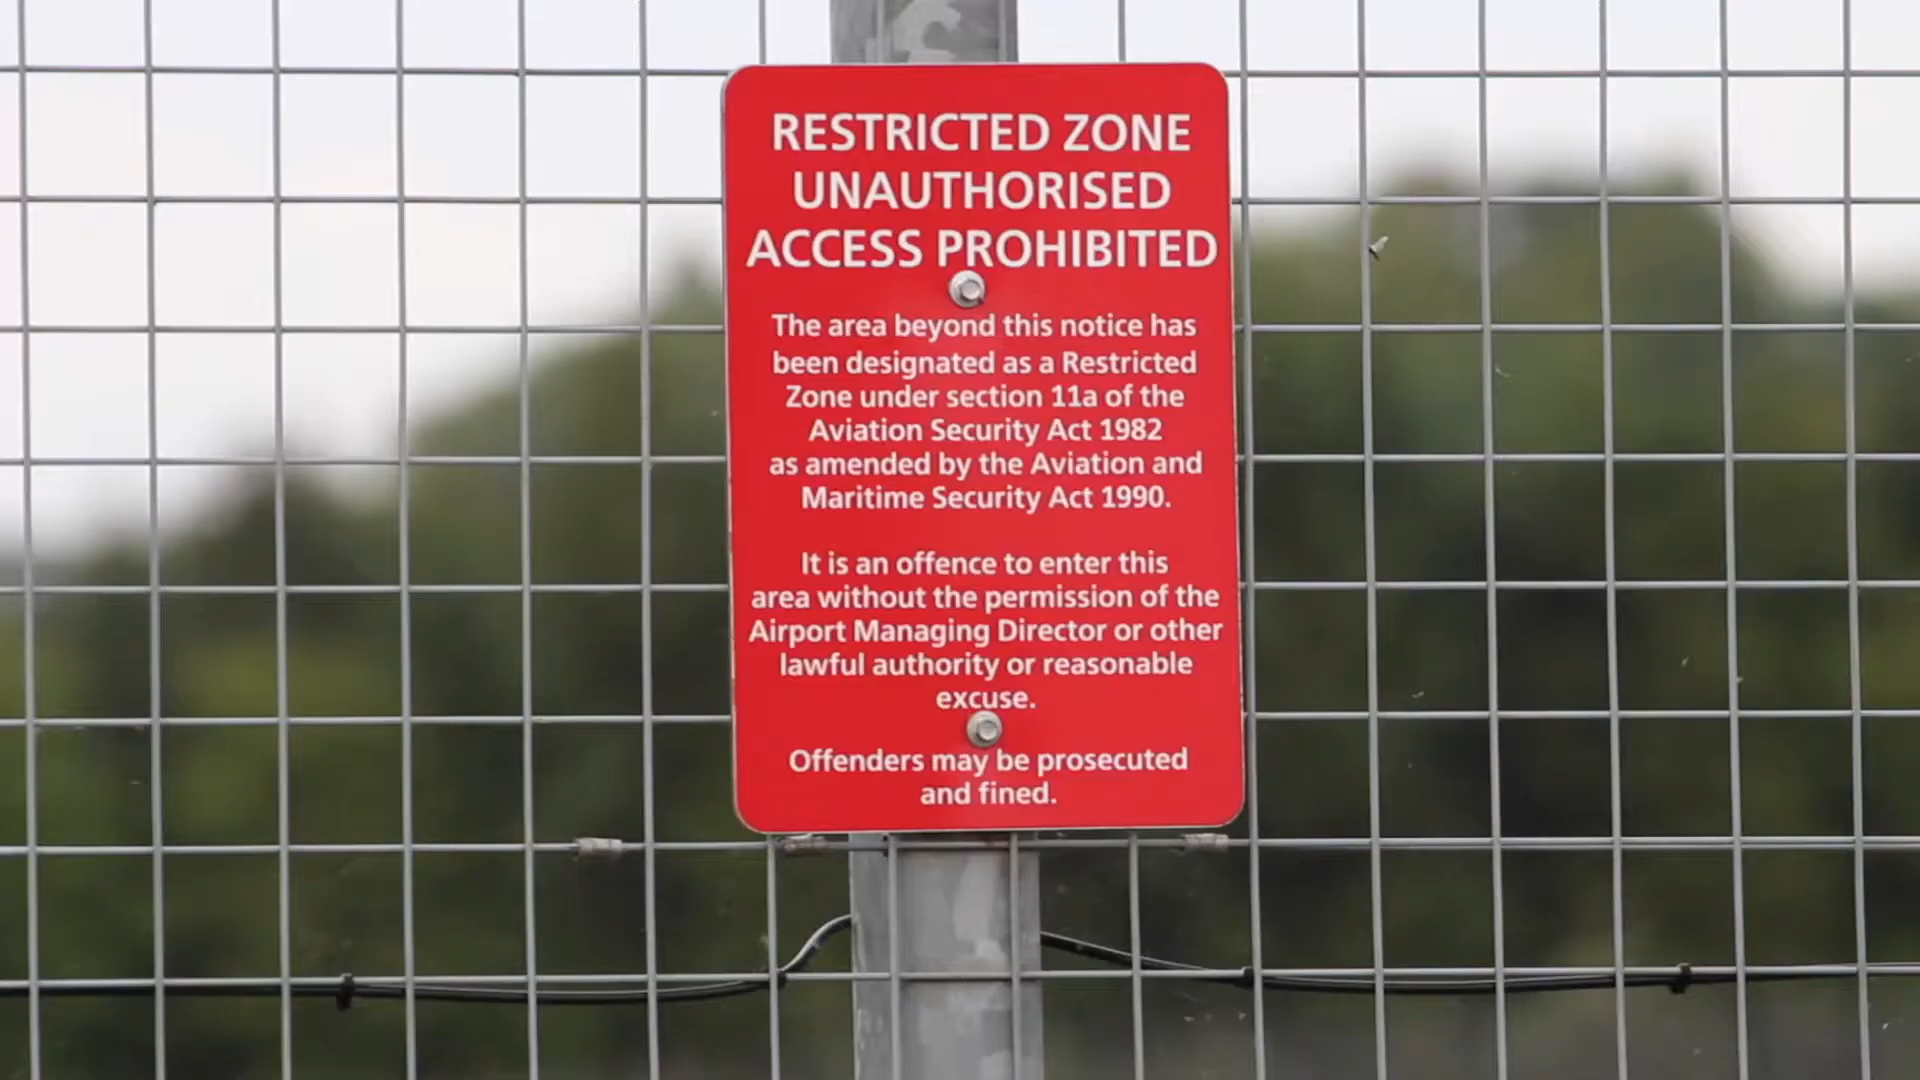 RESTRICTED ZONE
UNAUTHORISED
ACCESS PROHIBITED
The area beyond this notice has
been designated as a Restricted
Zone under section 11a of the
Aviation Security Act 1982
as amended by the Aviation and
Maritime Security Act 1990.
It is an offence to enter this
area without the permission of the
Airport Managing Director or other
lawful authority or reasonable
excuse.
Offenders may be prosecuted
and fined.